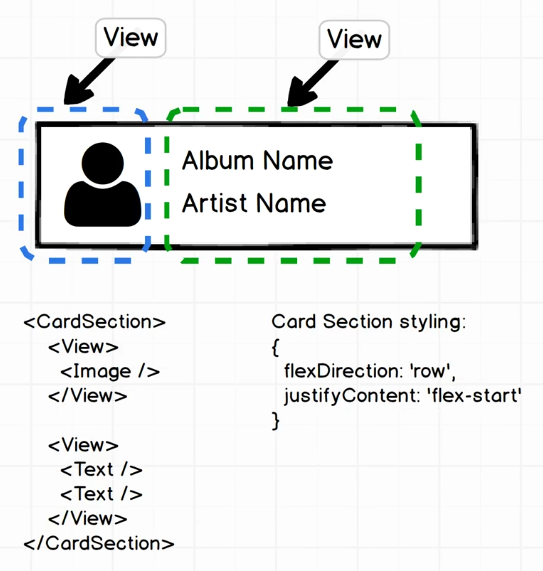 View
View
Album Name
Artist Name
<CardSection>
<View>
<Image />
</View>
<View>
<Text />
<Text />
</View>
</CardSection>
Card Section styling:
{
flexDirection: 'row',
justifyContent: 'flex-start'
}